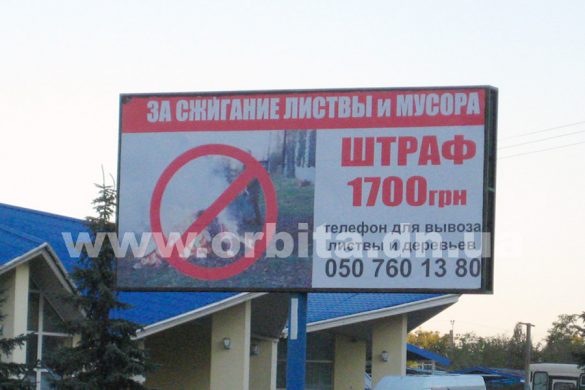 ЗА СЖИГАНИЕ ЛИСТВЫ и МУСОРА
ШТРАФ
1700грн
телефон для вывоза
листвы и деревьев
050 760 13 80
www.orbita.dn.ua